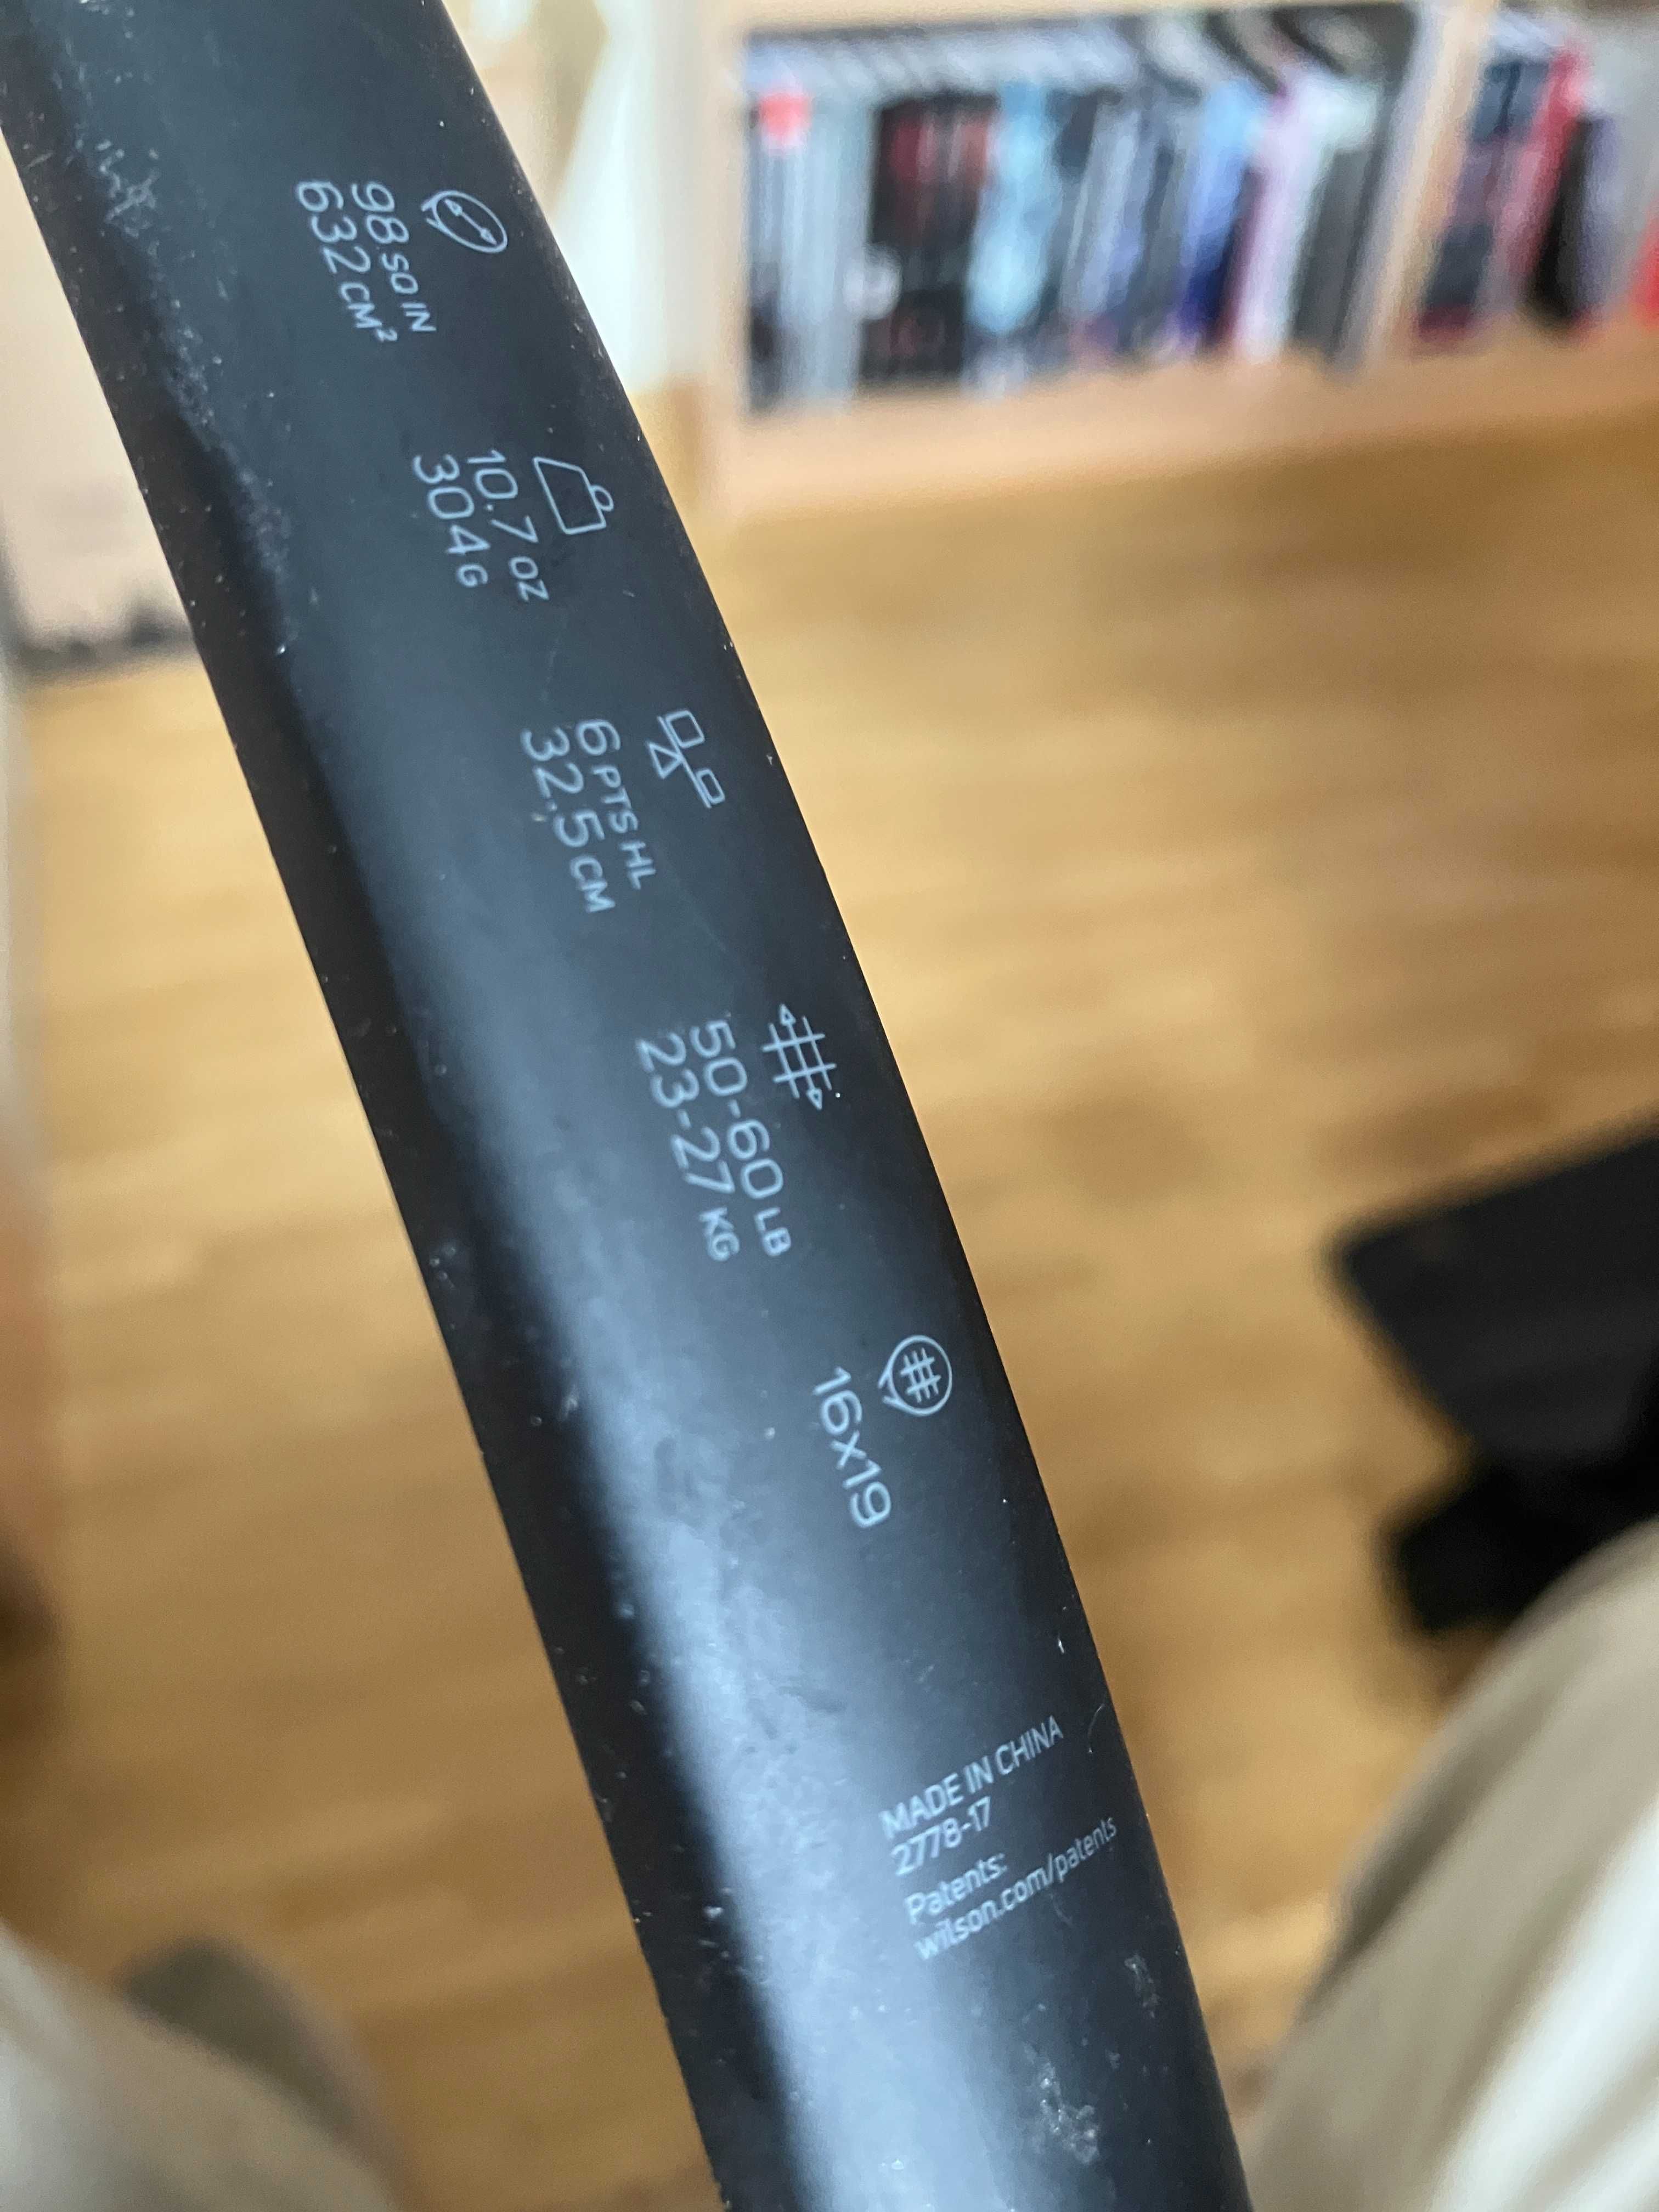 98 SQ IN
632 CM²
10.7 OZ
304 G
6 PTS HL
32.5 CM
50-60 LB
23-27 KG
16x19
MADE IN CHINA
2778-17
Patents:
wilson.com/patents